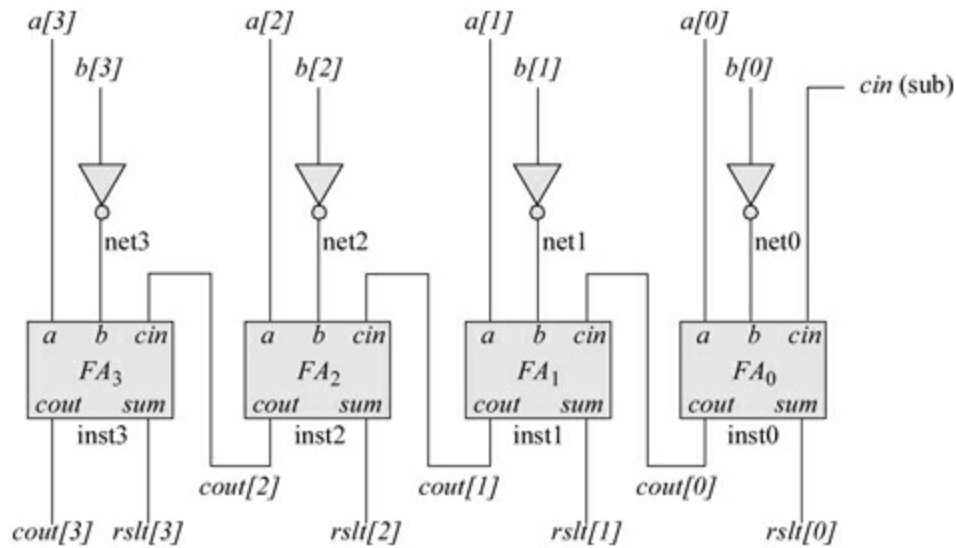 a[3] a[2] a[1] a[0]
b[3] b[2] b[1] b[0] cin (sub)
net3 net2 net1 net0
a b cin a b cin a b cin a b cin
FA3 FA2 FA1 FA0
cout sum cout sum cout sum cout sum
inst3 inst2 inst1 inst0
cout[2] cout[1] cout[0]
cout[3] rslt[3] rslt[2] rslt[1] rslt[0]